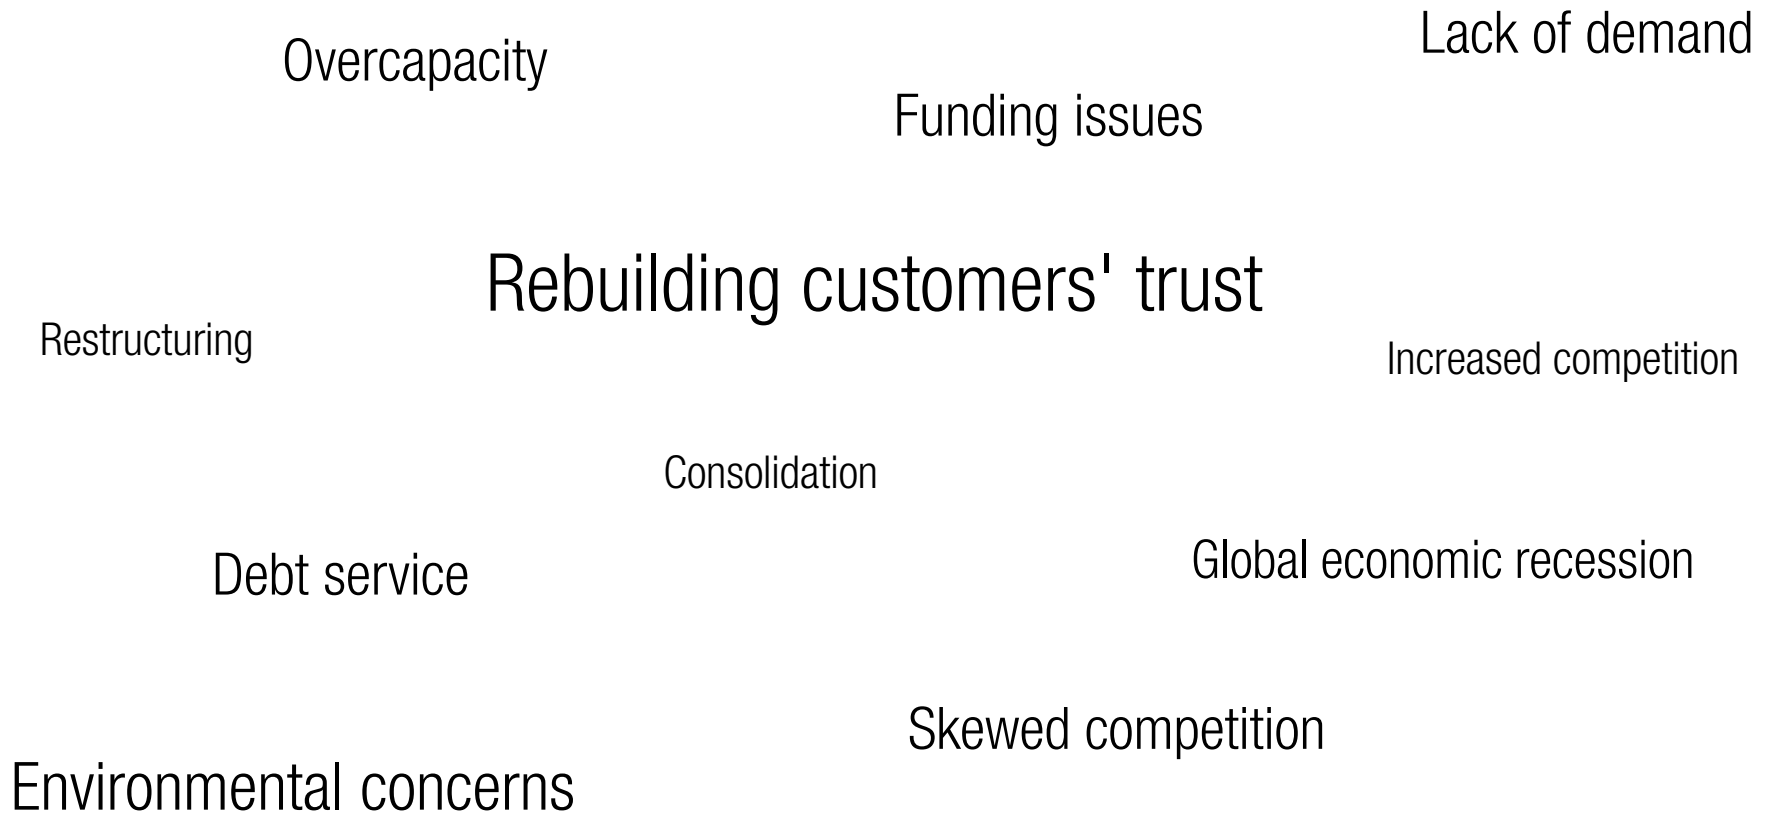 Lack of demand
Overcapacity
Funding issues
Rebuilding customers' trust
Restructuring
Increased competition
Consolidation
Global economic recession
Debt service
Skewed competition
Environmental concerns